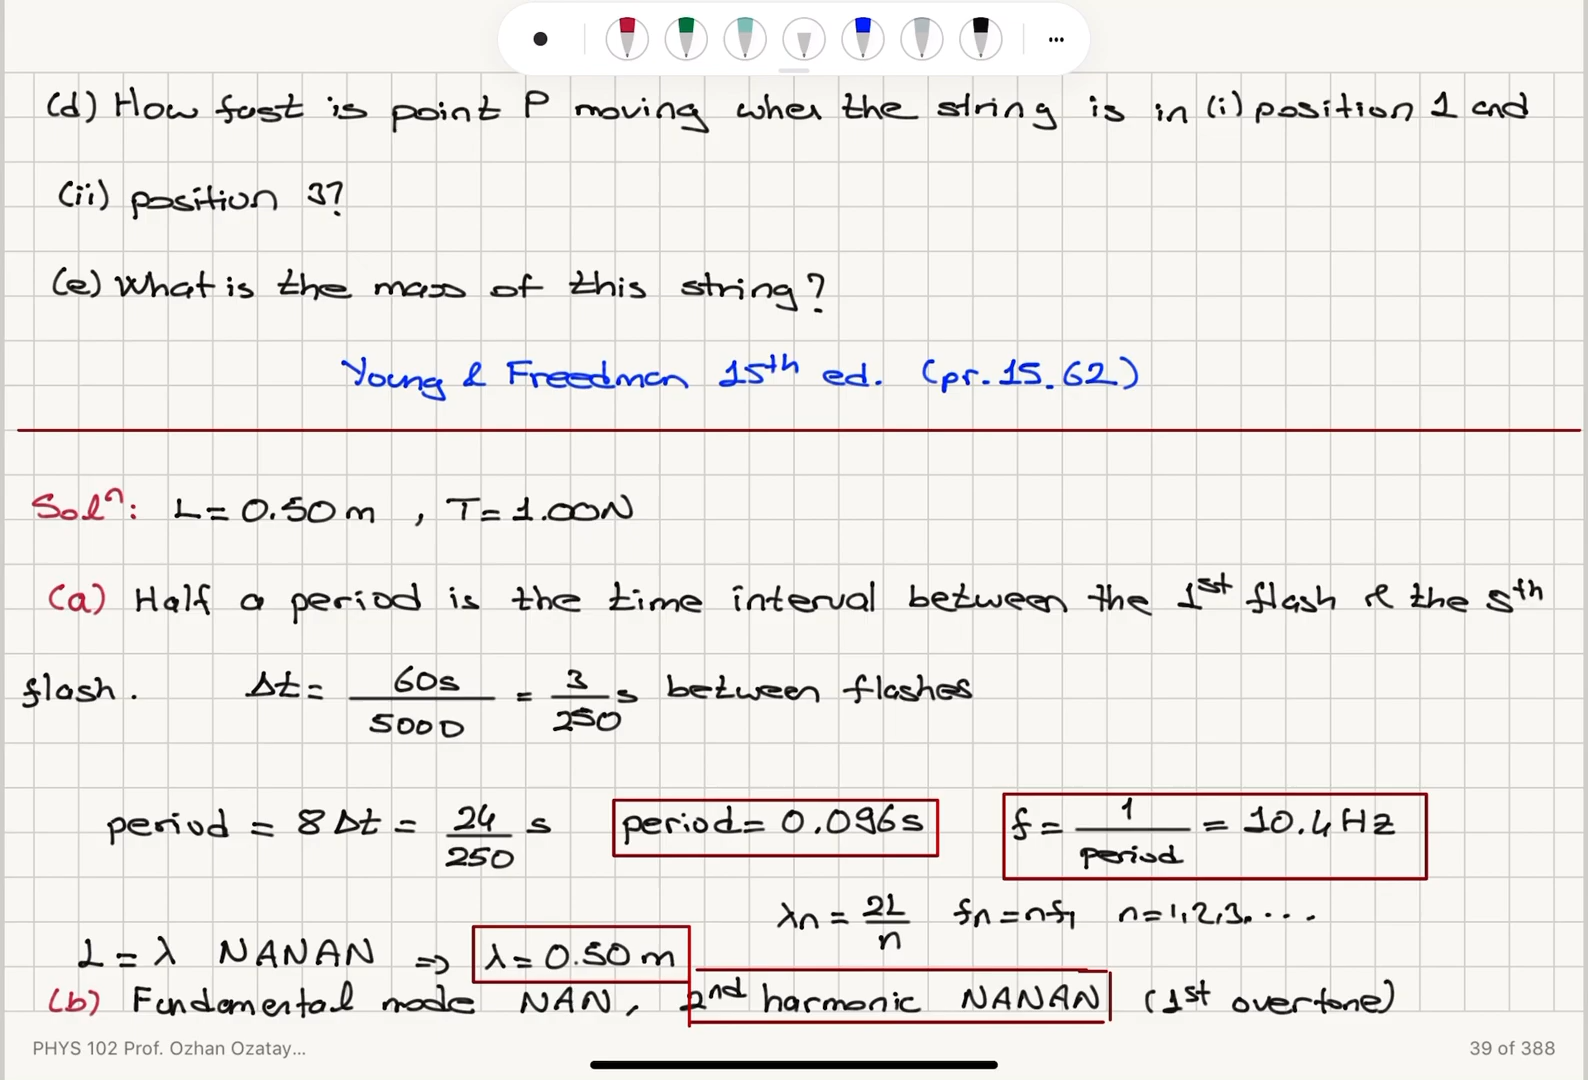 (d) How fast is point P moving when the string is in (i) position 1 and
(ii) position 3?
(e) What is the mass of this string?
Young & Freedman 15th ed. (pr. 15.62)
Solⁿ: L = 0.50 m , T = 1.00N
(a) Half a period is the time interval between the 1st flash & the 5th
flash. Δt = 60s / 5000 = 3/250 s between flashes
period = 8 Δt = 24/250 s period = 0.096 s f = 1/period = 10.4 Hz
λn = 2L/n fn = nf1 n = 1,2,3, ....
L = λ NANAN => λ = 0.50 m
(b) Fundamental mode NAN, 2nd harmonic NANAN (1st overtone)
PHYS 102 Prof. Ozhan Ozatay...
39 of 388